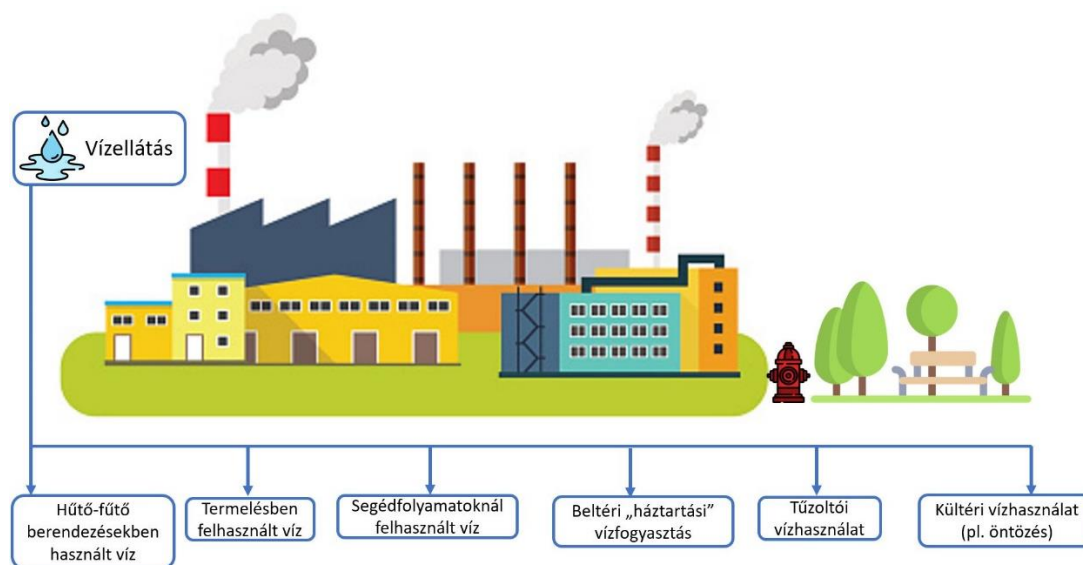 Vízellátás
Hűtő-fűtő
berendezésekben
használt víz
Termelésben
felhasznált víz
Segédfolyamatoknál
felhasznált víz
Beltéri „háztartási”
vízfogyasztás
Tűzoltói
vízhasználat
Kültéri vízhasználat
(pl. öntözés)